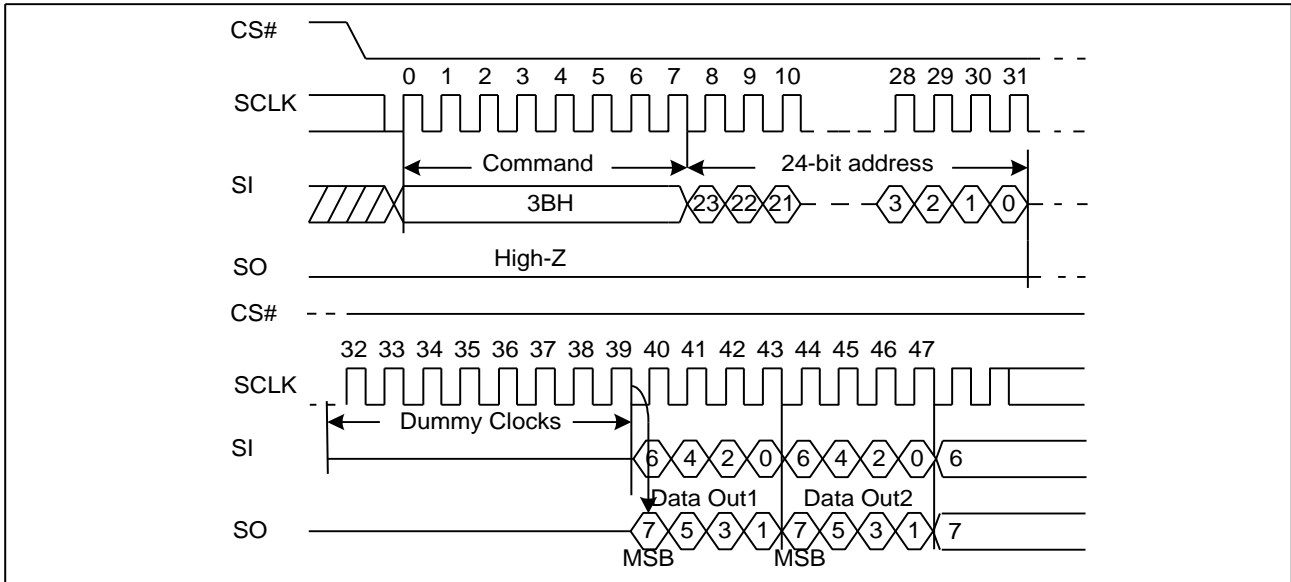 CS#
0 1 2 3 4 5 6 7 8 9 10 28 29 30 31
SCLK
Command 24-bit address
SI
3BH 23 22 21 3 2 1 0
High-Z
SO
CS#
32 33 34 35 36 37 38 39 40 41 42 43 44 45 46 47
SCLK
Dummy Clocks
SI
6 4 2 0 6 4 2 0 6
Data Out1 Data Out2
SO
7 5 3 1 7 5 3 1 7
MSB MSB